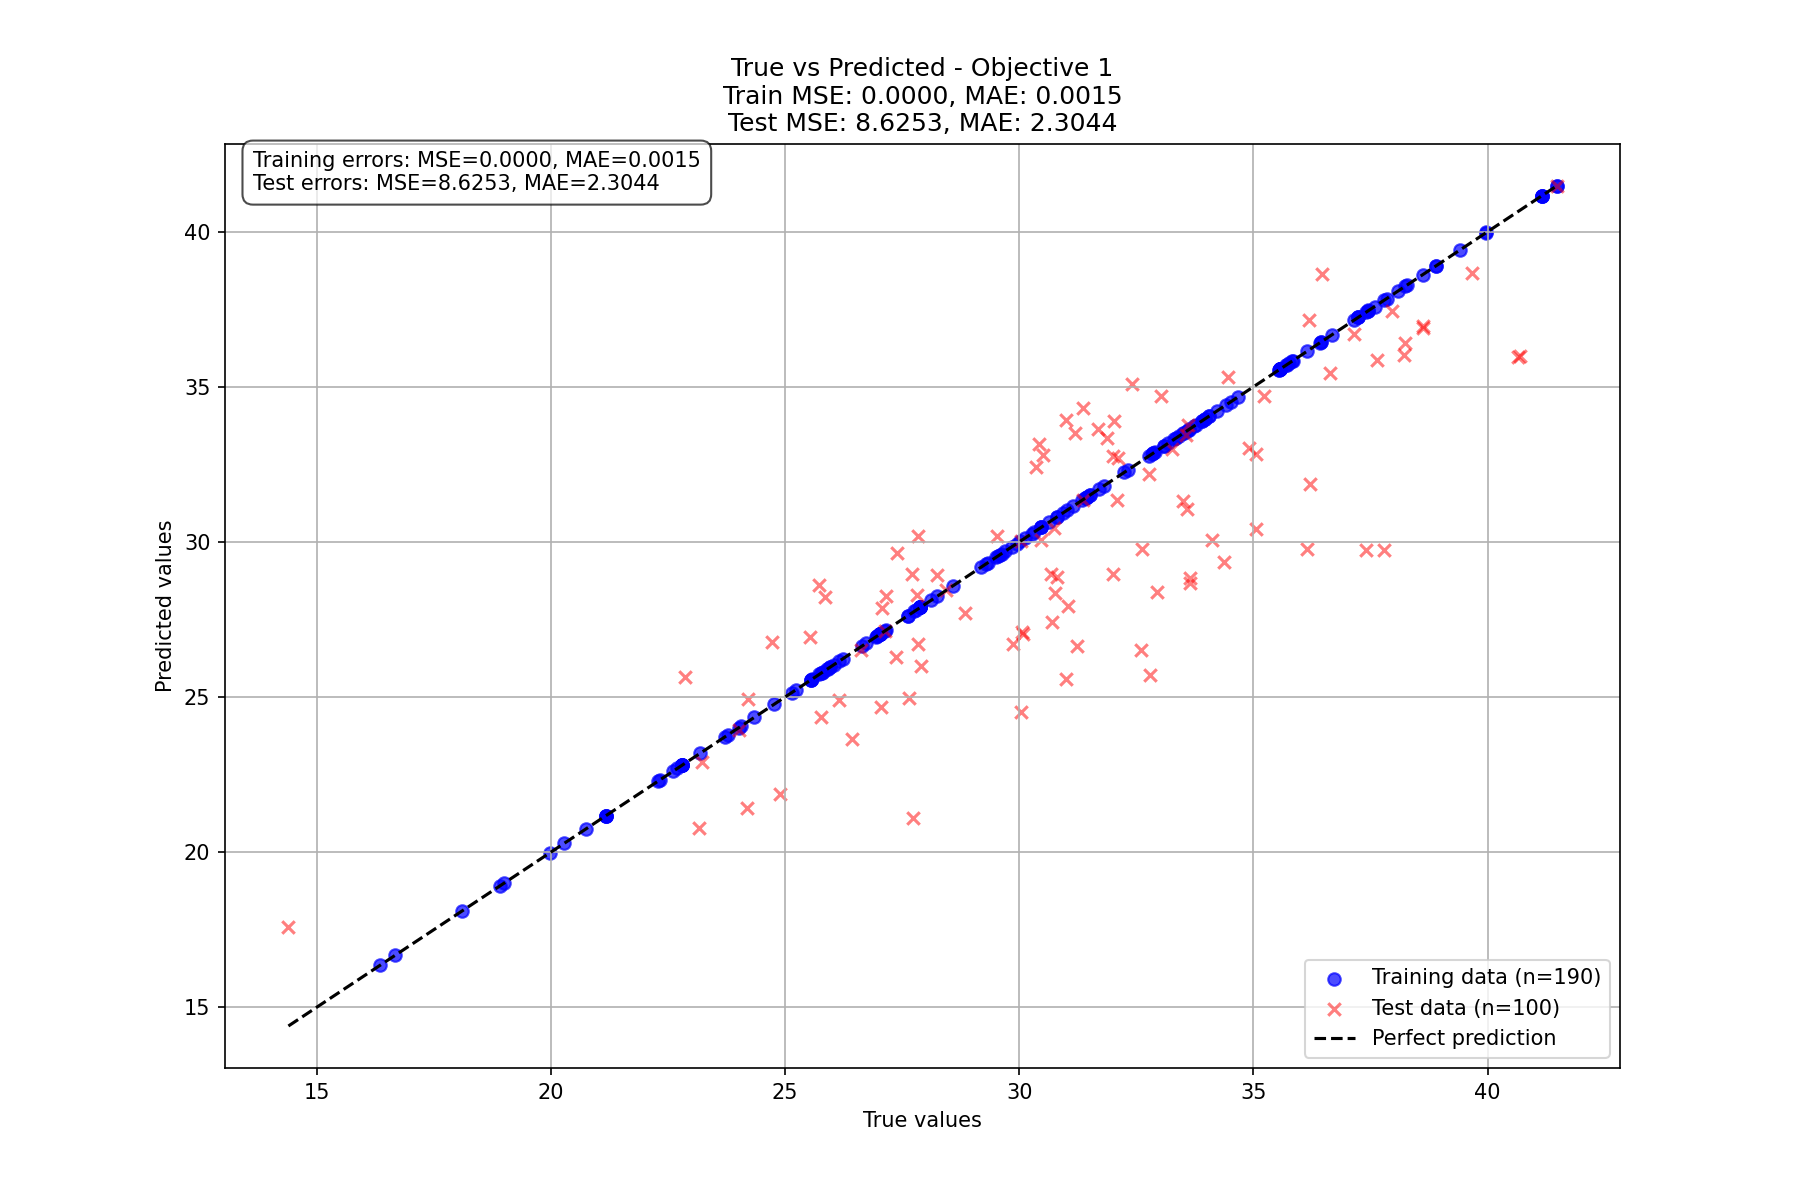 True vs Predicted - Objective 1
Train MSE: 0.0000, MAE: 0.0015
Test MSE: 8.6253, MAE: 2.3044
Training errors: MSE=0.0000, MAE=0.0015
Test errors: MSE=8.6253, MAE=2.3044
40
35
30
25
20
15
Predicted values
Training data (n=190)
Test data (n=100)
Perfect prediction
15 20 25 30 35 40
True values